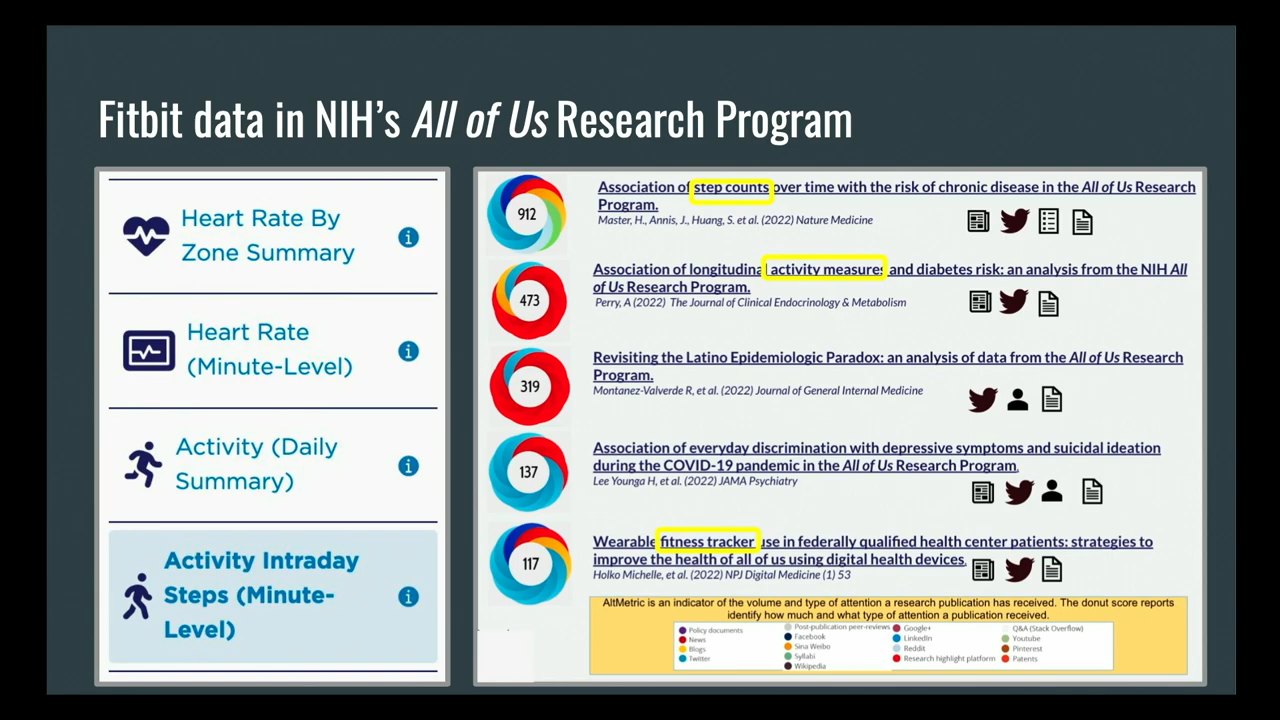 Fitbit data in NIH's All of Us Research Program
Heart Rate By
Zone Summary
Heart Rate
(Minute-Level)
Activity (Daily
Summary)
Activity Intraday
Steps (Minute-
Level)
912
Association of step counts over time with the risk of chronic disease in the All of Us Research
Program.
Master, H., Annis, J., Huang, S. et al. (2022) Nature Medicine
473
Association of longitudinal activity measures and diabetes risk: an analysis from the NIH All
of Us Research Program.
Perry, A (2022) The Journal of Clinical Endocrinology & Metabolism
319
Revisiting the Latino Epidemiologic Paradox: an analysis of data from the All of Us Research
Program.
Montanez-Valverde R, et al. (2022) Journal of General Internal Medicine
137
Association of everyday discrimination with depressive symptoms and suicidal ideation
during the COVID-19 pandemic in the All of Us Research Program.
Lee Younga H, et al. (2022) JAMA Psychiatry
117
Wearable fitness tracker use in federally qualified health center patients: strategies to
improve the health of all of us using digital health devices.
Holko Michelle, et al. (2022) NPJ Digital Medicine (1) 53
AltMetric is an indicator of the volume and type of attention a research publication has received. The donut score reports
identify how much and what type of attention a publication received.
Policy documents
News
Blogs
Twitter
Post-publication peer-reviews
Facebook
Sina Weibo
Syllabi
Wikipedia
Google+
LinkedIn
Reddit
Research highlight platform
Q&A (Stack Overflow)
Youtube
Pinterest
Patents